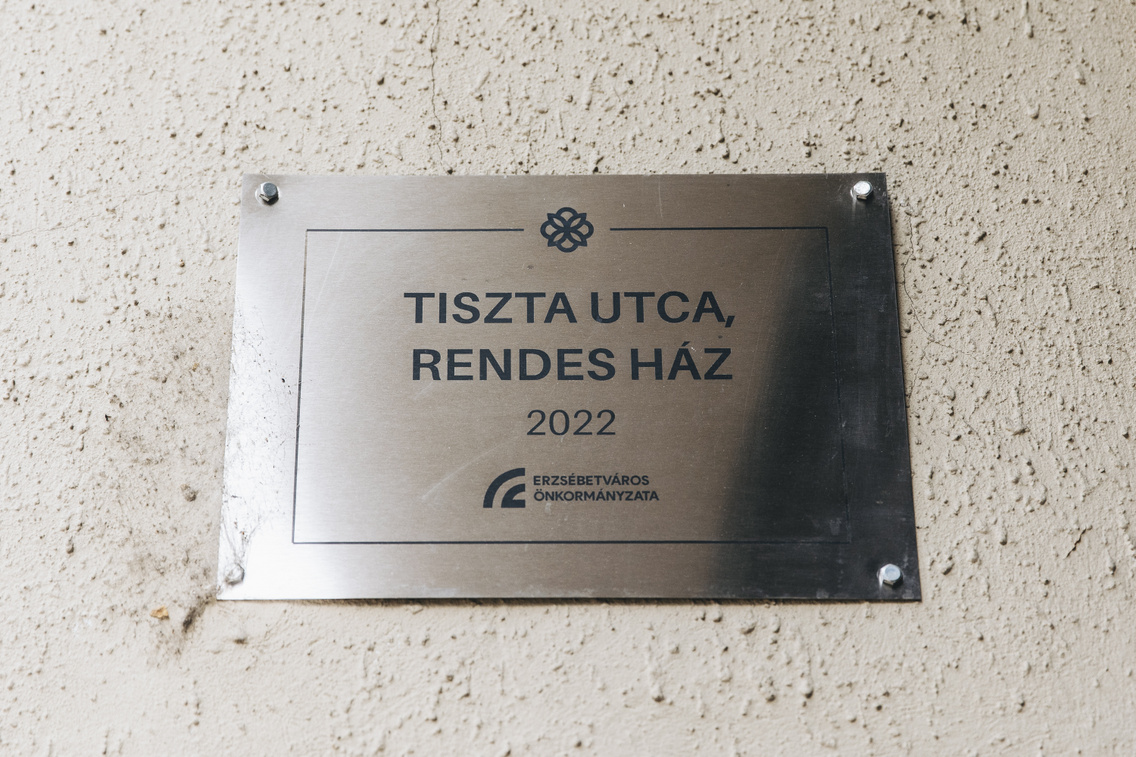 TISZTA UTCA,
RENDES HÁZ
2022
ERZSÉBETVÁROS
ÖNKORMÁNYZATA